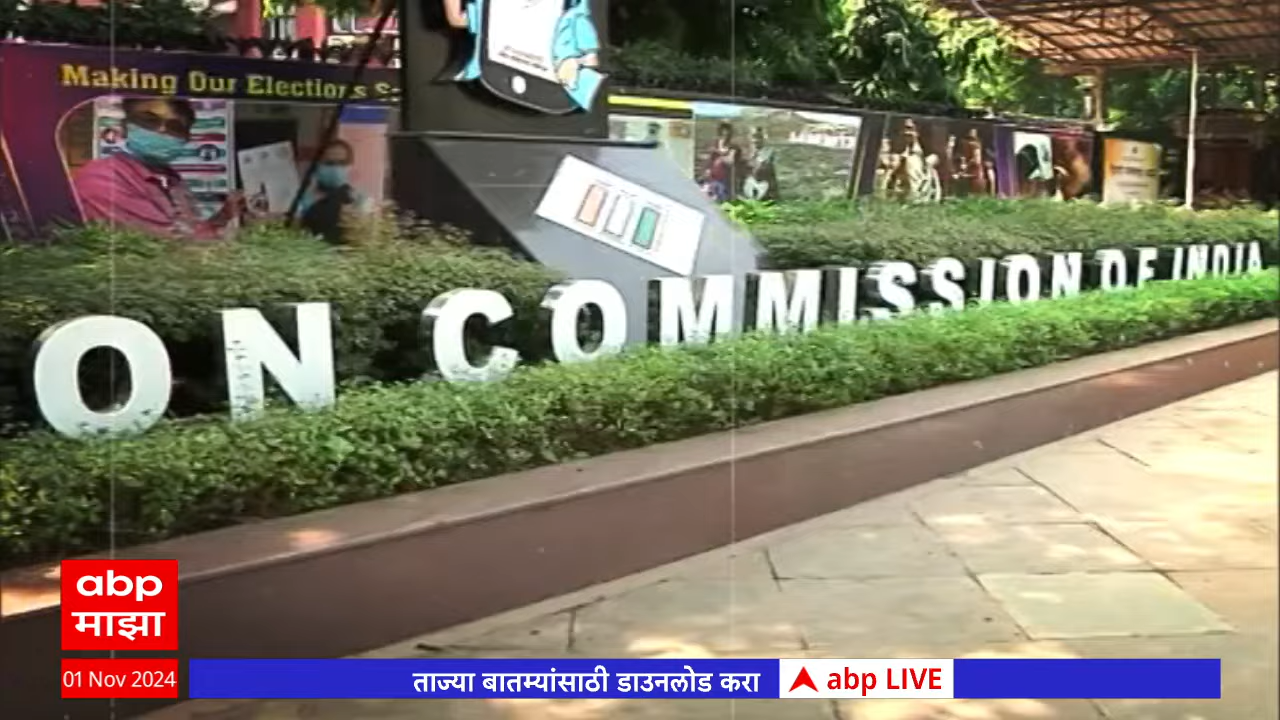 Making Our Elections
ON COMMISSION OF INDIA
abp
माझा
01 Nov 2024
ताज्या बातम्यांसाठी डाउनलोड करा
abp LIVE